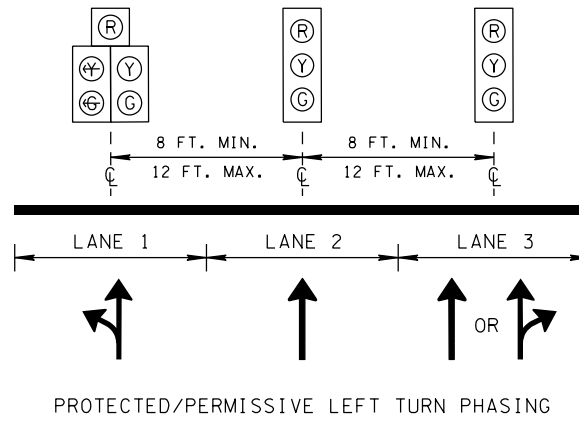 R R R
Y Y Y Y
G G G G
8 FT. MIN. 8 FT. MIN.
℄ 12 FT. MAX. ℄ 12 FT. MAX. ℄
LANE 1 LANE 2 LANE 3
OR
PROTECTED/PERMISSIVE LEFT TURN PHASING